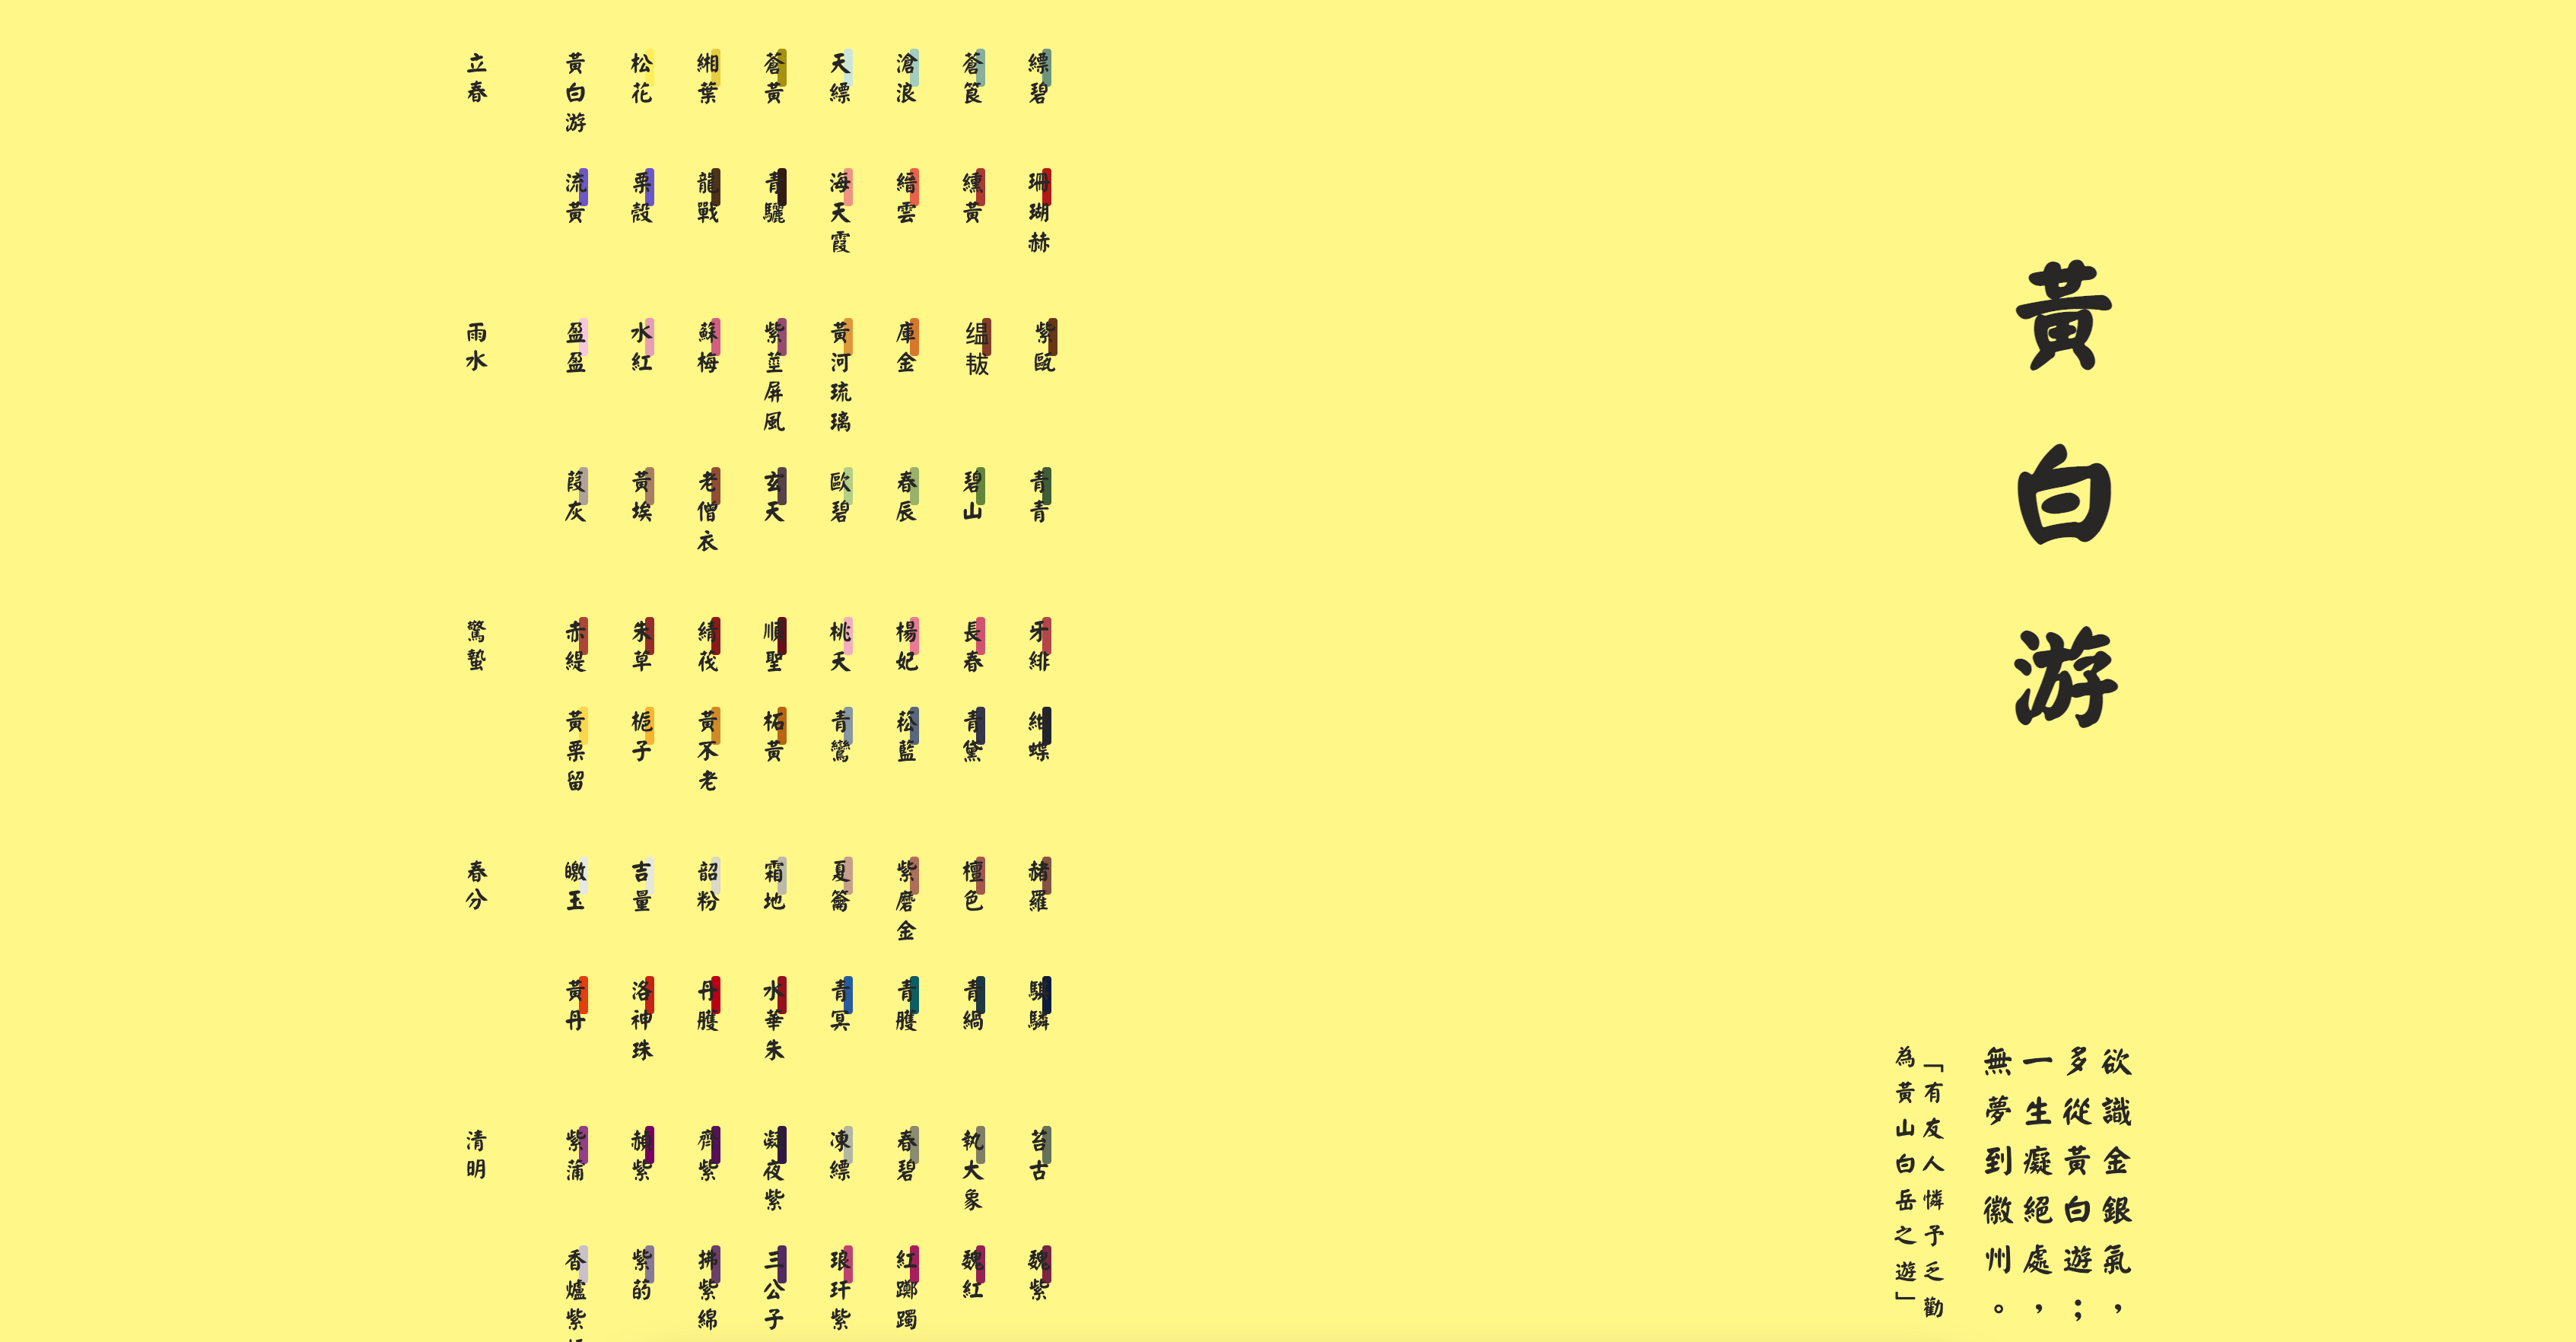 立春
黃白游
松花
緗葉
蒼黃
天縹
滄浪
蒼筤
縹碧
流黃
栗殼
龍戰
青驪
海天霞
縉雲
纁黃
珊瑚赫
雨水
盈盈
水紅
蘇梅
紫莖屏風
黃河琉璃
庫金
缊韨
紫甌
葭灰
黃埃
老僧衣
玄天
歐碧
春辰
碧山
青青
驚蟄
赤緹
朱草
綪茷
順聖
桃夭
楊妃
長春
牙緋
黃栗留
梔子
黃不老
柘黃
青鸞
菘藍
青黛
紺蝶
春分
皦玉
吉量
韶粉
霜地
夏籥
紫磨金
檀色
赭羅
黃丹
洛神珠
丹雘
水華朱
青冥
青雘
青緺
騏驎
清明
紫蒲
赬紫
齊紫
凝夜紫
凍縹
春碧
執大象
苔古
香爐紫
紫菂
拂紫綿
三公子
琅玕紫
紅躑躅
魏紅
魏紫
黃白游
欲識金銀氣，
多從黃白遊；
一生癡絕處，
無夢到徽州。
「有友人憐予乏勸
為黃山白岳之遊」